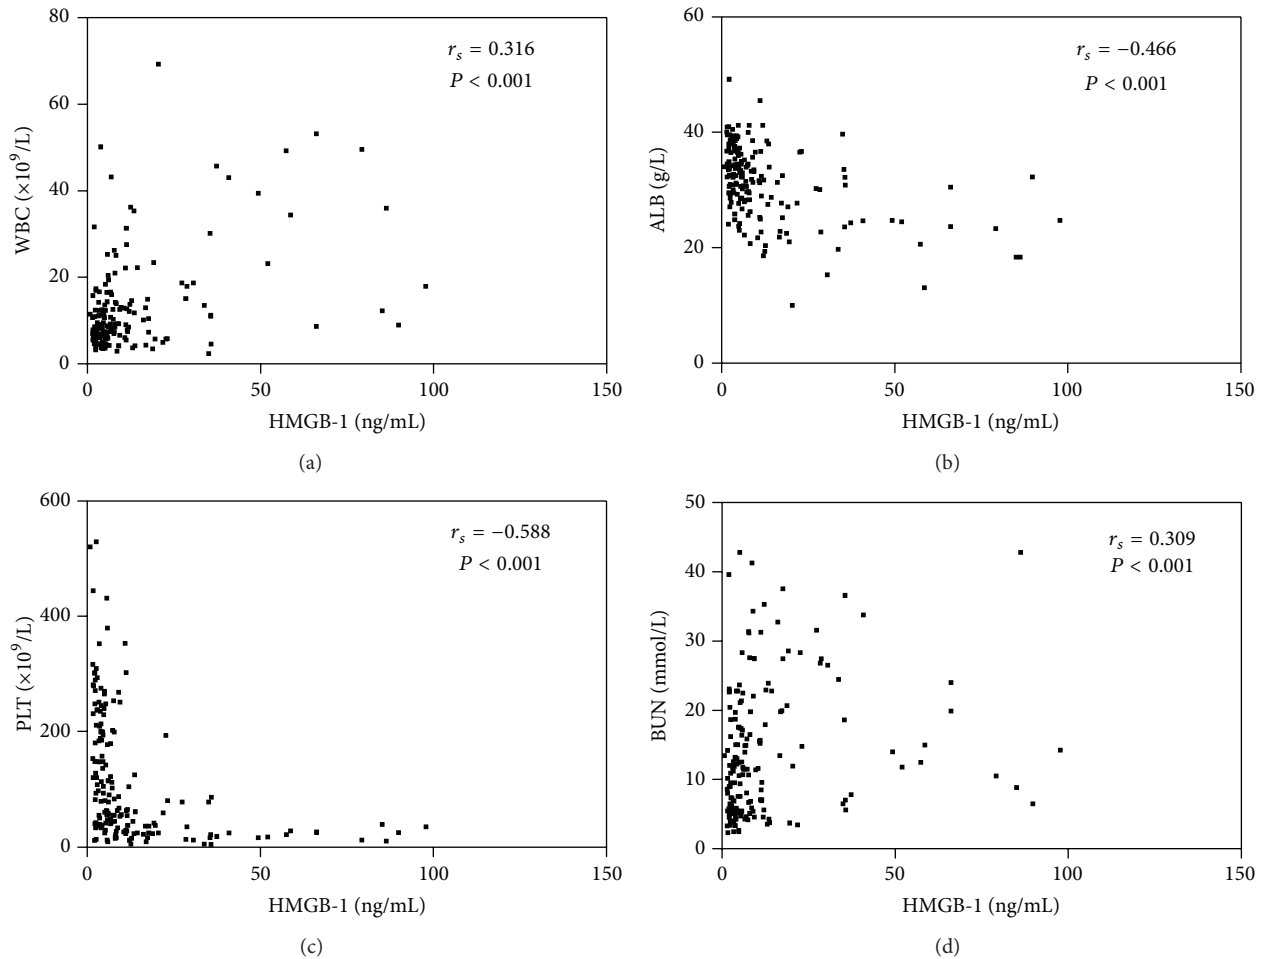 80
60
40
20
0
WBC (×10⁹/L)
r_s = 0.316
P < 0.001
0 50 100 150
HMGB-1 (ng/mL)
(a)
60
40
20
0
ALB (g/L)
r_s = −0.466
P < 0.001
0 50 100 150
HMGB-1 (ng/mL)
(b)
600
400
200
0
PLT (×10⁹/L)
r_s = −0.588
P < 0.001
0 50 100 150
HMGB-1 (ng/mL)
(c)
50
40
30
20
10
0
BUN (mmol/L)
r_s = 0.309
P < 0.001
0 50 100 150
HMGB-1 (ng/mL)
(d)